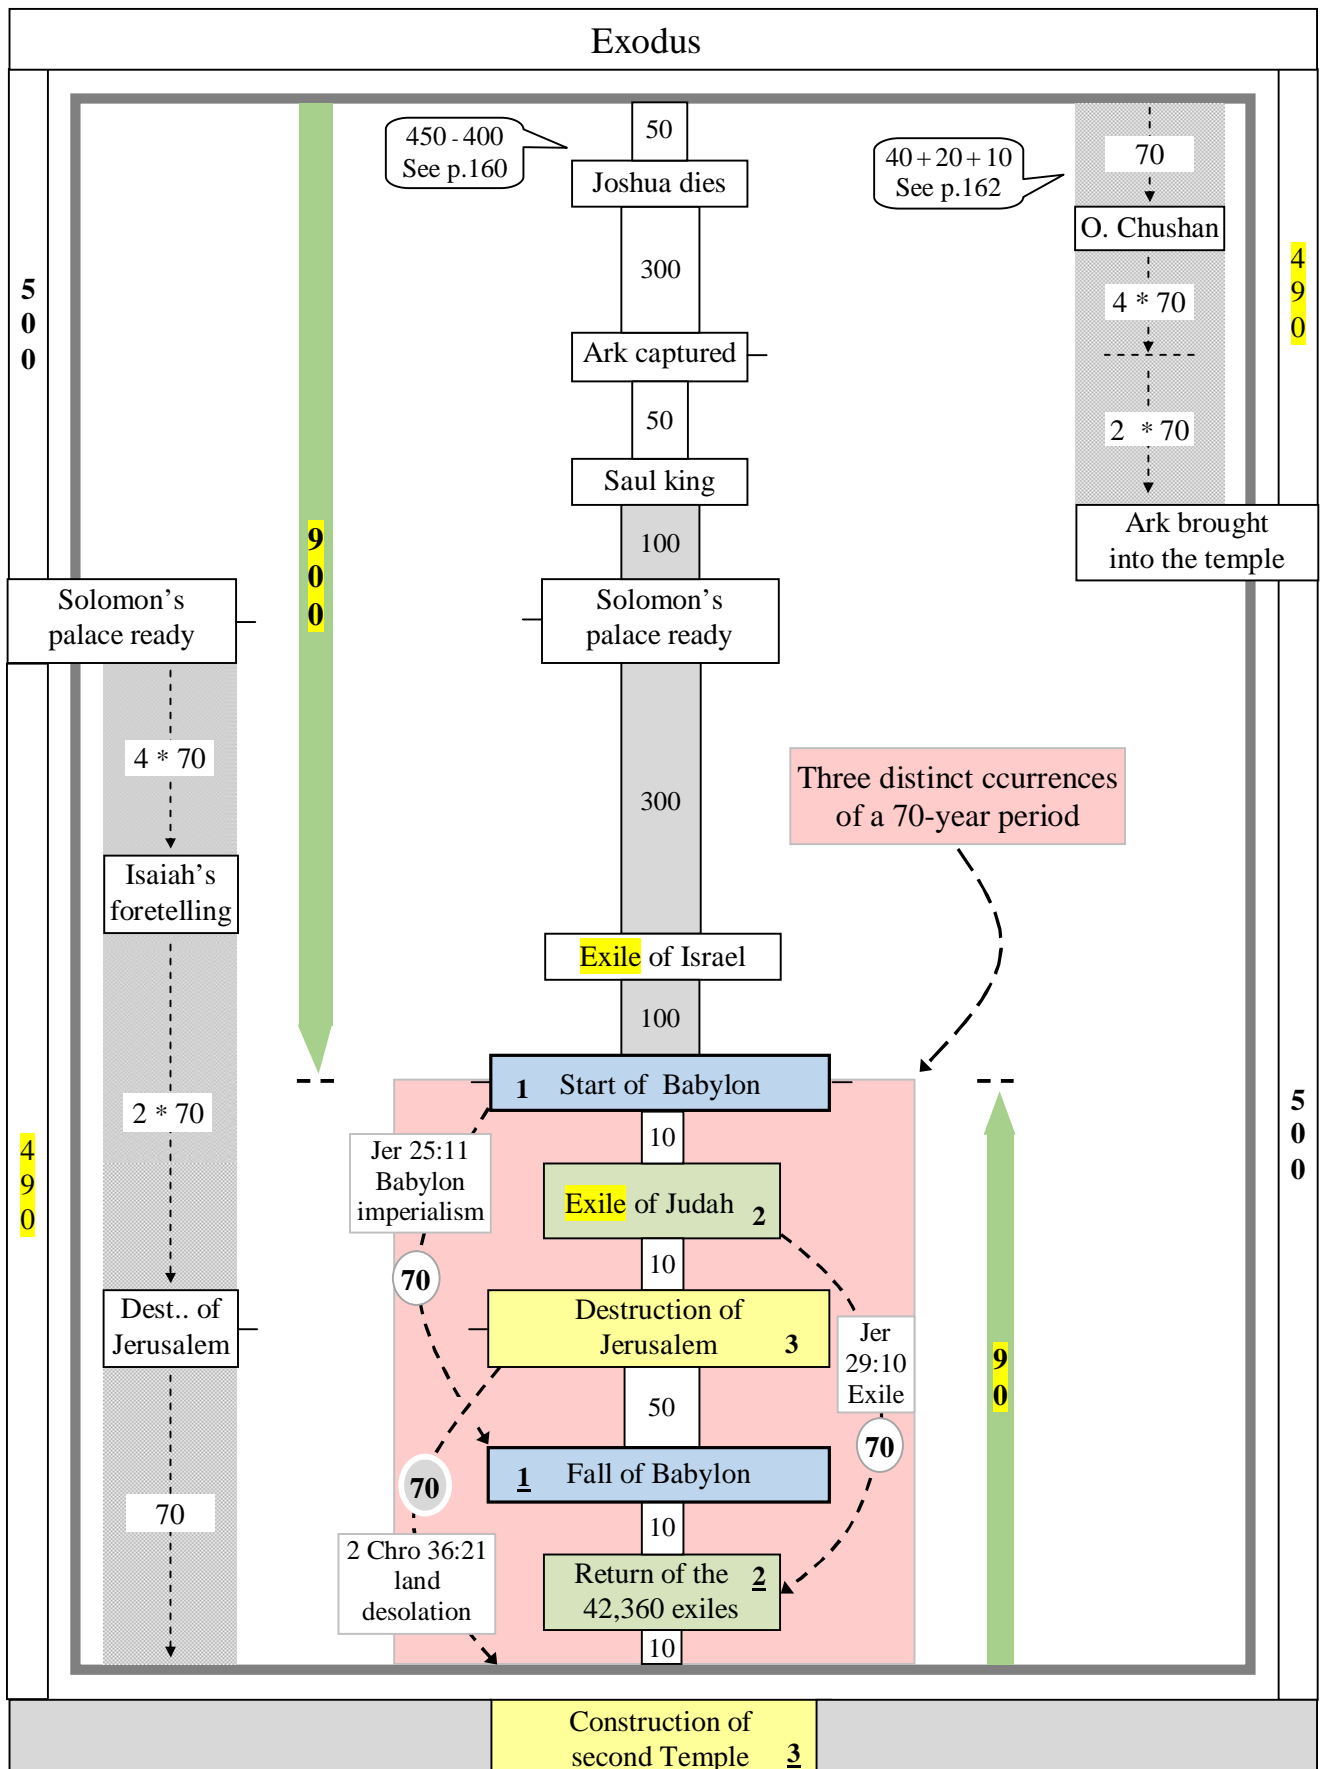 Exodus
50
450 - 400
See p.160
Joshua dies
40 + 20 + 10
See p.162
70
O. Chushan
300
4 * 70
5
0
0
4
9
0
Ark captured
50
2 * 70
Saul king
100
Ark brought
into the temple
9
0
0
Solomon's
palace ready
Solomon's
palace ready
4 * 70
300
Three distinct ccurrences
of a 70-year period
Isaiah's
foretelling
Exile of Israel
100
1 Start of Babylon
2 * 70
10
Jer 25:11
Babylon
imperialism
4
9
0
5
0
0
Exile of Judah 2
70
10
Dest.. of
Jerusalem
Destruction of
Jerusalem 3
Jer
29:10
Exile
9
0
50
70
1 Fall of Babylon
70
70
10
2 Chro 36:21
land
desolation
Return of the 2
42,360 exiles
10
Construction of
second Temple 3